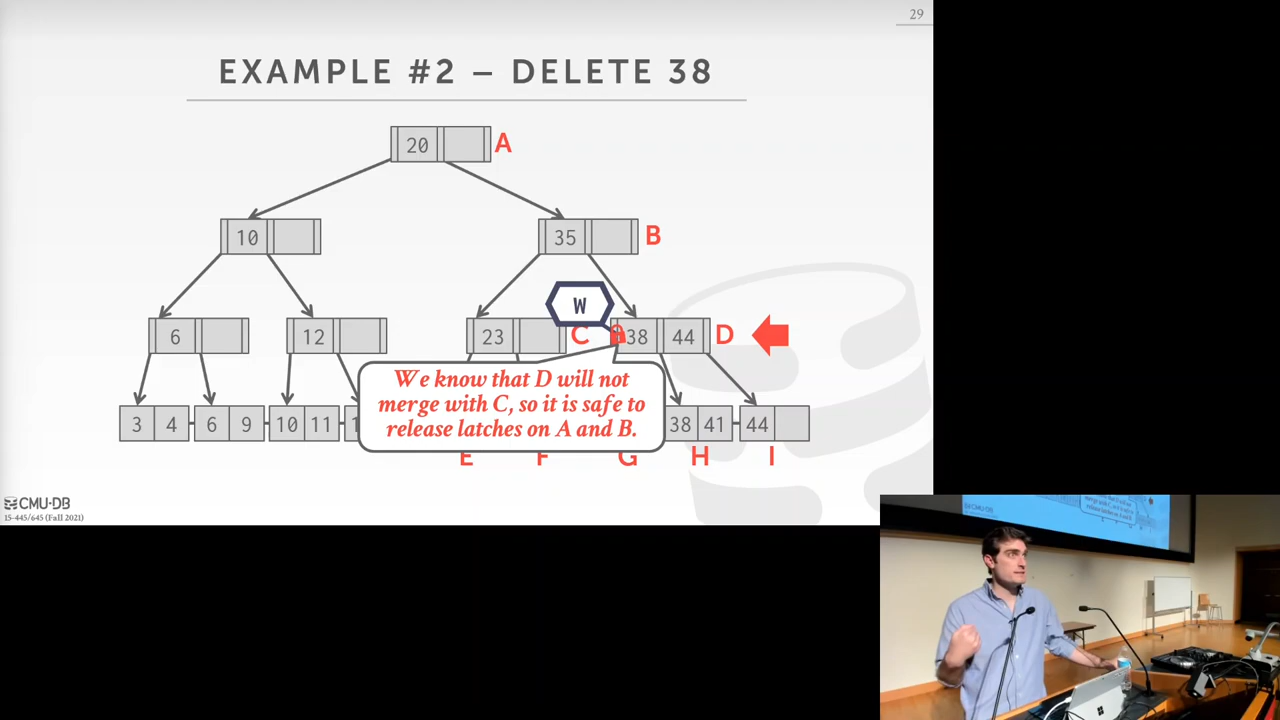 29
EXAMPLE #2 – DELETE 38
20 A
10 35 B
W
6 12 23 C 38 44 D
We know that D will not
merge with C, so it is safe to
release latches on A and B.
3 4 6 9 10 11 1 38 41 44
E F G H I
CMU·DB
15-445/645 (Fall 2021)